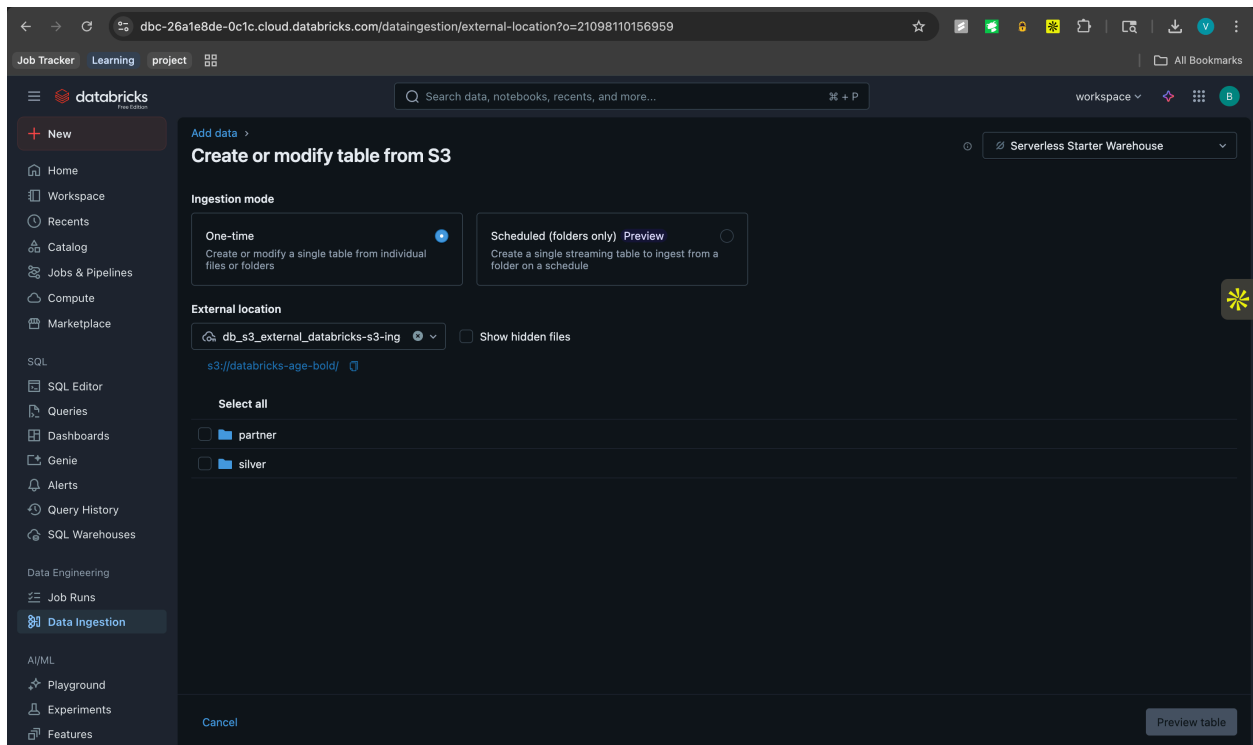 dbc-26a1e8de-0c1c.cloud.databricks.com/dataingestion/external-location?o=21098110156959
V
Job Tracker Learning project
All Bookmarks
databricks
Free Edition
Search data, notebooks, recents, and more...
⌘ + P
workspace
B
New
Home
Workspace
Recents
Catalog
Jobs & Pipelines
Compute
Marketplace
SQL
SQL Editor
Queries
Dashboards
Genie
Alerts
Query History
SQL Warehouses
Data Engineering
Job Runs
Data Ingestion
AI/ML
Playground
Experiments
Features
Add data ›
Create or modify table from S3
Serverless Starter Warehouse
Ingestion mode
One-time
Create or modify a single table from individual
files or folders
Scheduled (folders only) Preview
Create a single streaming table to ingest from a
folder on a schedule
External location
db_s3_external_databricks-s3-ing
Show hidden files
s3://databricks-age-bold/
Select all
partner
silver
Cancel
Preview table